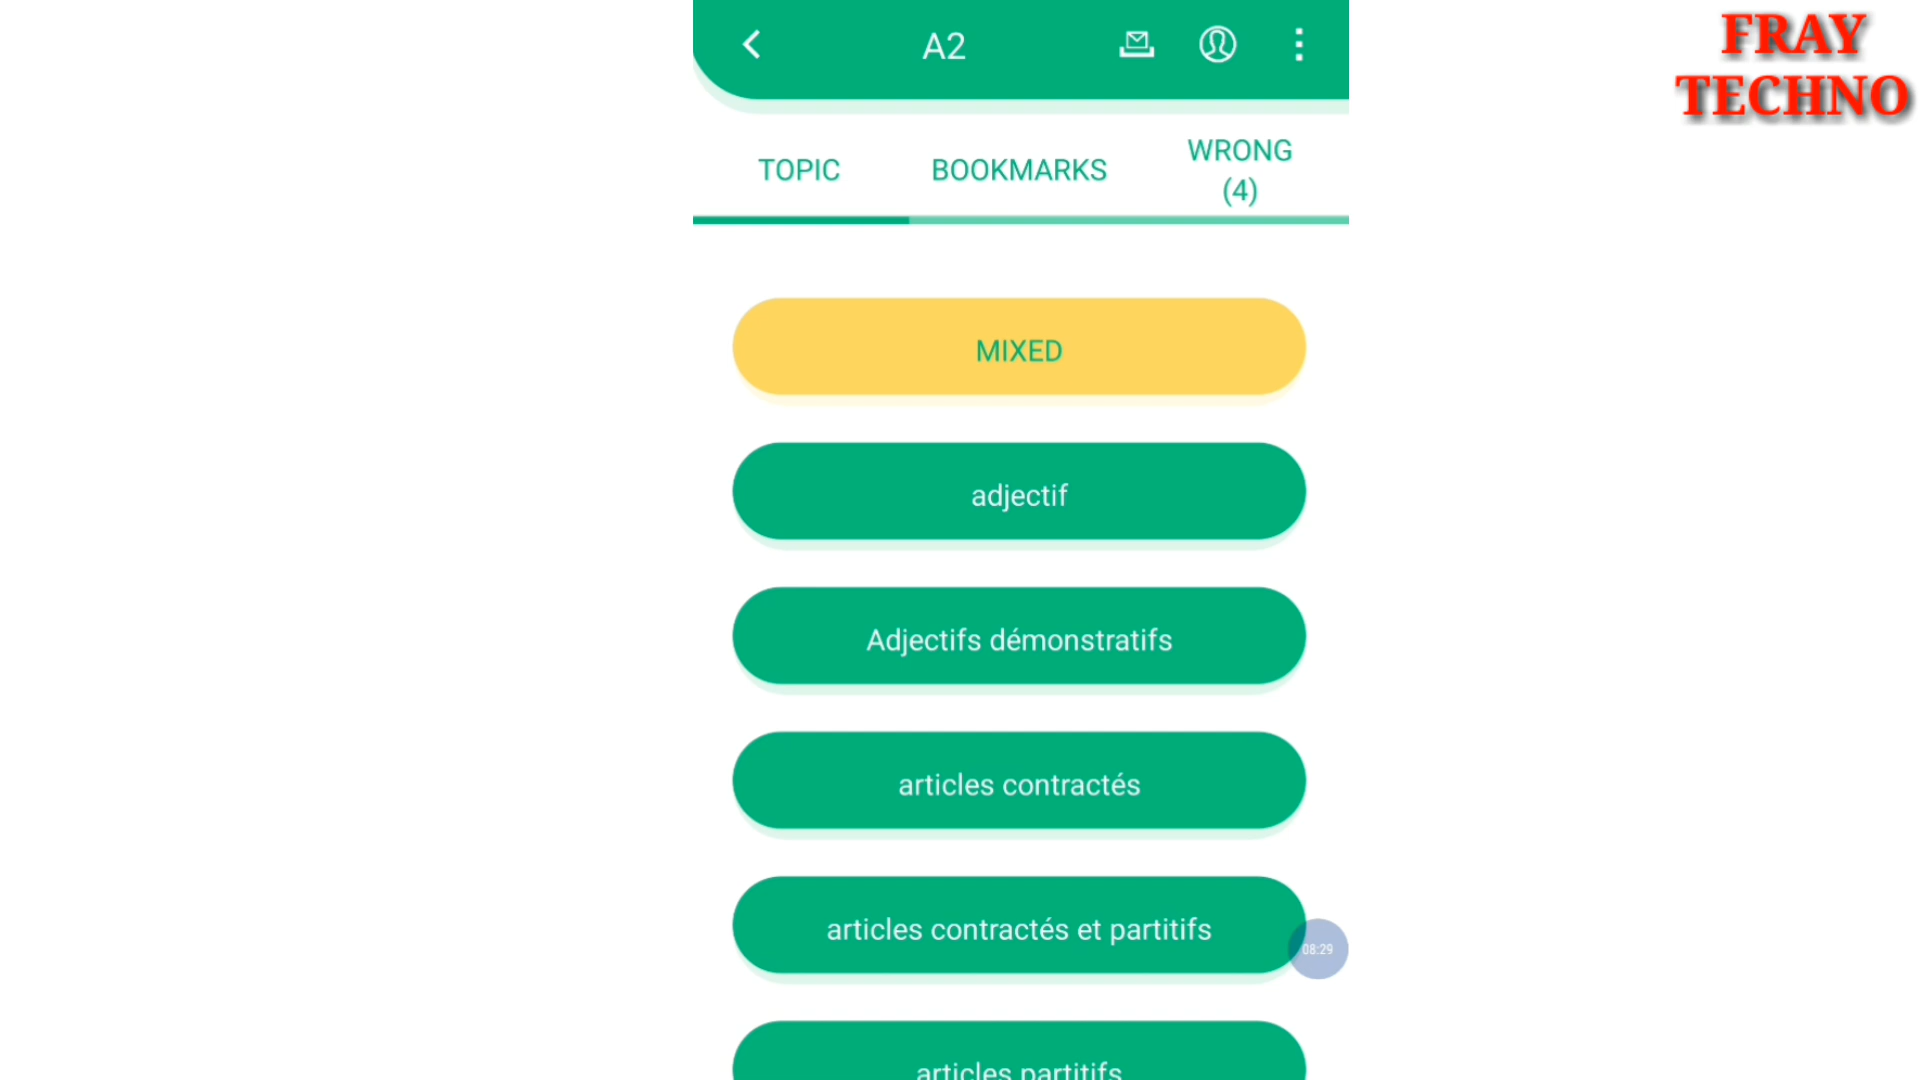 A2
FRAY
TECHNO
TOPIC
BOOKMARKS
WRONG
(4)
MIXED
adjectif
Adjectifs démonstratifs
articles contractés
articles contractés et partitifs
08:29
articles partitifs